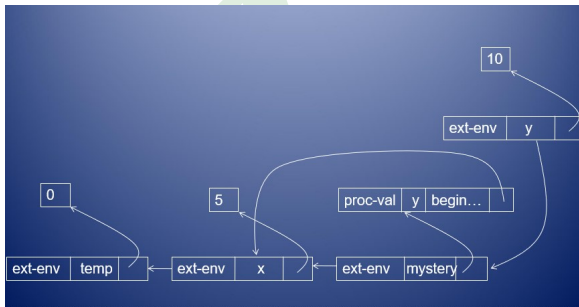 10
ext-env y
0
5
proc-val y begin...
ext-env temp
ext-env x
ext-env mystery